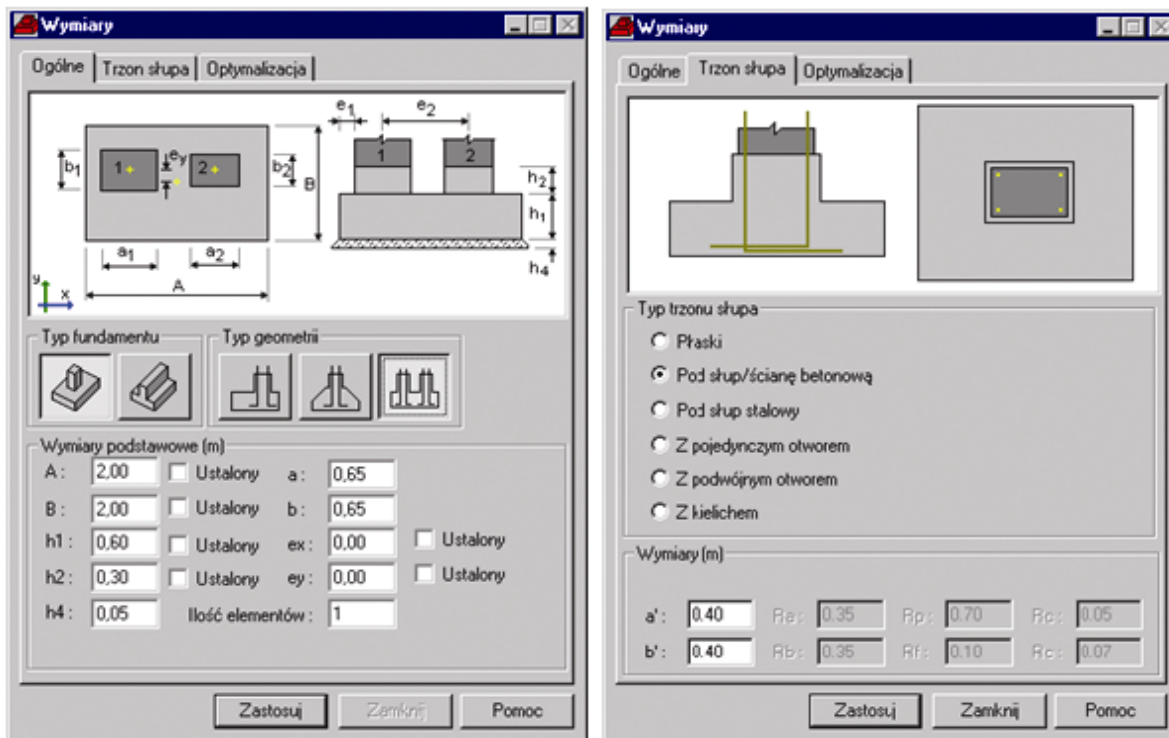 Wymiary
Ogólne Trzon słupa Optymalizacja
e1 e2
b1 1 ey 2 b2 B 1 2
h2
h1
a1 a2
h4
y
x A
Typ fundamentu Typ geometrii
Wymiary podstawowe (m)
A : 2,00 Ustalony a : 0,65
B : 2,00 Ustalony b : 0,65
h1 : 0,60 Ustalony ex : 0,00 Ustalony
h2 : 0,30 Ustalony ey : 0,00 Ustalony
h4 : 0,05 Ilość elementów : 1
Zastosuj Zamknij Pomoc
Wymiary
Ogólne Trzon słupa Optymalizacja
Typ trzonu słupa
Płaski
Pod słup/ścianę betonową
Pod słup stalowy
Z pojedynczym otworem
Z podwójnym otworem
Z kielichem
Wymiary (m)
a' : 0.40 Ra : 0.35 Rp : 0.70 Rc : 0.05
b' : 0.40 Rb : 0.35 Rf : 0.10 Rc : 0.07
Zastosuj Zamknij Pomoc